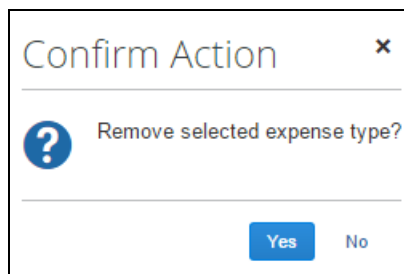 Confirm Action ×
Remove selected expense type?
Yes No